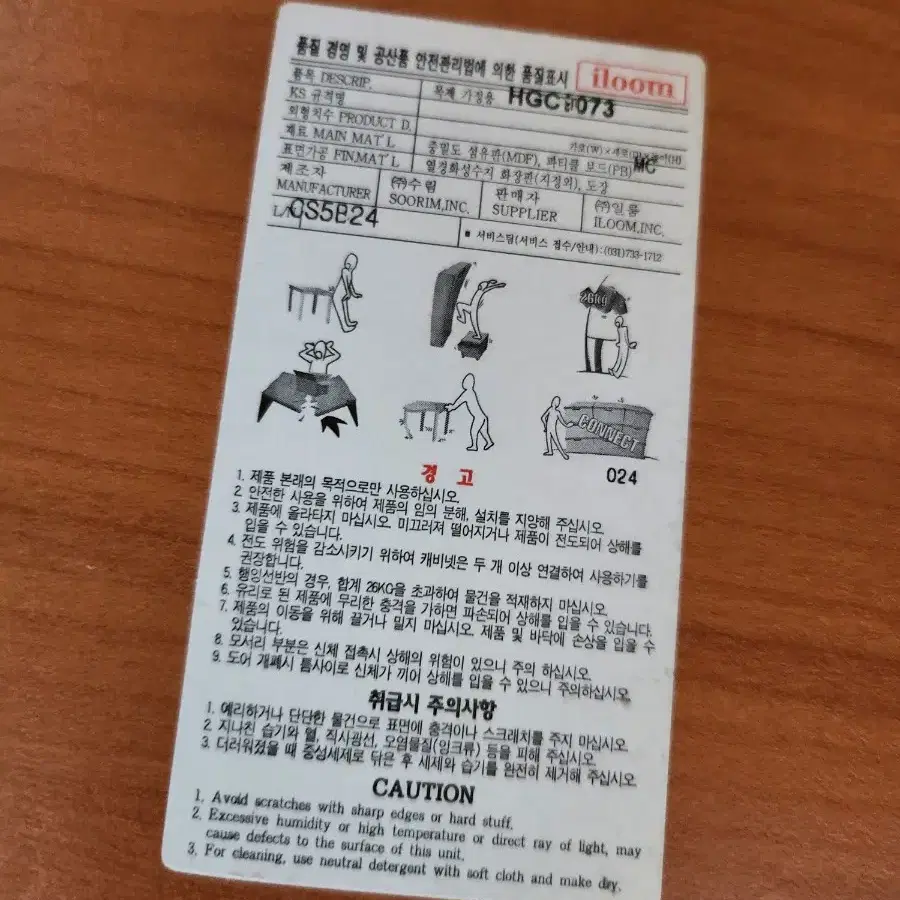 품질 경영 및 공산품 안전관리법에 의한 품질표시 iloom
품목 DESCRIP. 목제 가정용 HGC 073
KS 규격명
외형치수 PRODUCT D. 가로(W)×세로(D)×높이(H)
재료 MAIN MAT'L 중밀도 섬유판(MDF), 파티클 보드(PB) MC
표면가공 FIN.MAT'L 열경화성수지 화장판(지정외), 도장
제조자 MANUFACTURER ㈜수림 SOORIM,INC. 판매자 SUPPLIER ㈜일룸 ILOOM,INC.
CS5B24
■ 서비스팀(서비스 접수/안내):(031)733-1712
26KG
CONNECT
024
경 고
1. 제품 본래의 목적으로만 사용하십시오.
2. 안전한 사용을 위하여 제품의 임의 분해, 설치를 지양해 주십시오.
3. 제품에 올라타지 마십시오. 미끄러져 떨어지거나 제품이 전도되어 상해를
입을 수 있습니다.
4. 전도 위험을 감소시키기 위하여 캐비넷은 두 개 이상 연결하여 사용하기를
권장합니다.
5. 행잉선반의 경우, 합계 26KG을 초과하여 물건을 적재하지 마십시오.
6. 유리로 된 제품에 무리한 충격을 가하면 파손되어 상해를 입을 수 있습니다.
7. 제품의 이동을 위해 끌거나 밀지 마십시오. 제품 및 바닥에 손상을 입을 수
있습니다.
8. 모서리 부분은 신체 접촉시 상해의 위험이 있으니 주의 하십시오.
9. 도어 개폐시 틈사이로 신체가 끼어 상해를 입을 수 있으니 주의하십시오.
취급시 주의사항
1. 예리하거나 단단한 물건으로 표면에 충격이나 스크래치를 주지 마십시오.
2. 지나친 습기와 열, 직사광선, 오염물질(잉크류) 등을 피해 주십시오.
3. 더러워졌을 때 중성세제로 닦은 후 세제와 습기를 완전히 제거해 주십시오.
CAUTION
1. Avoid scratches with sharp edges or hard stuff.
2. Excessive humidity or high temperature or direct ray of light, may
cause defects to the surface of this unit.
3. For cleaning, use neutral detergent with soft cloth and make dry.